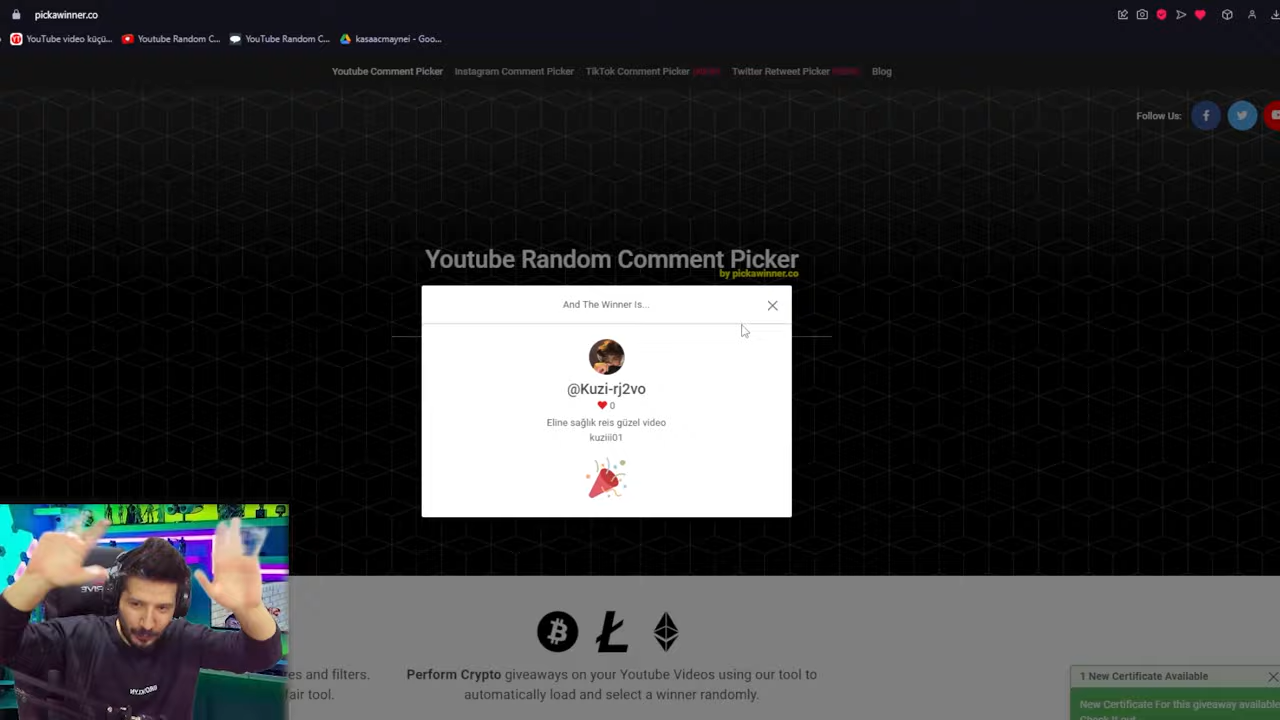 pickawinner.co
YouTube video küçü...
Youtube Random C...
YouTube Random C...
kasaacmaynei - Goo...
Youtube Comment Picker
Instagram Comment Picker
TikTok Comment Picker
Twitter Retweet Picker
Blog
Follow Us:
Youtube Random Comment Picker
by pickawinner.co
And The Winner Is...
@Kuzi-rj2vo
0
Eline sağlık reis güzel video
kuziii01
es and filters.
fair tool.
Perform Crypto giveaways on your Youtube Videos using our tool to
automatically load and select a winner randomly.
1 New Certificate Available
New Certificate For this giveaway available
Check It out